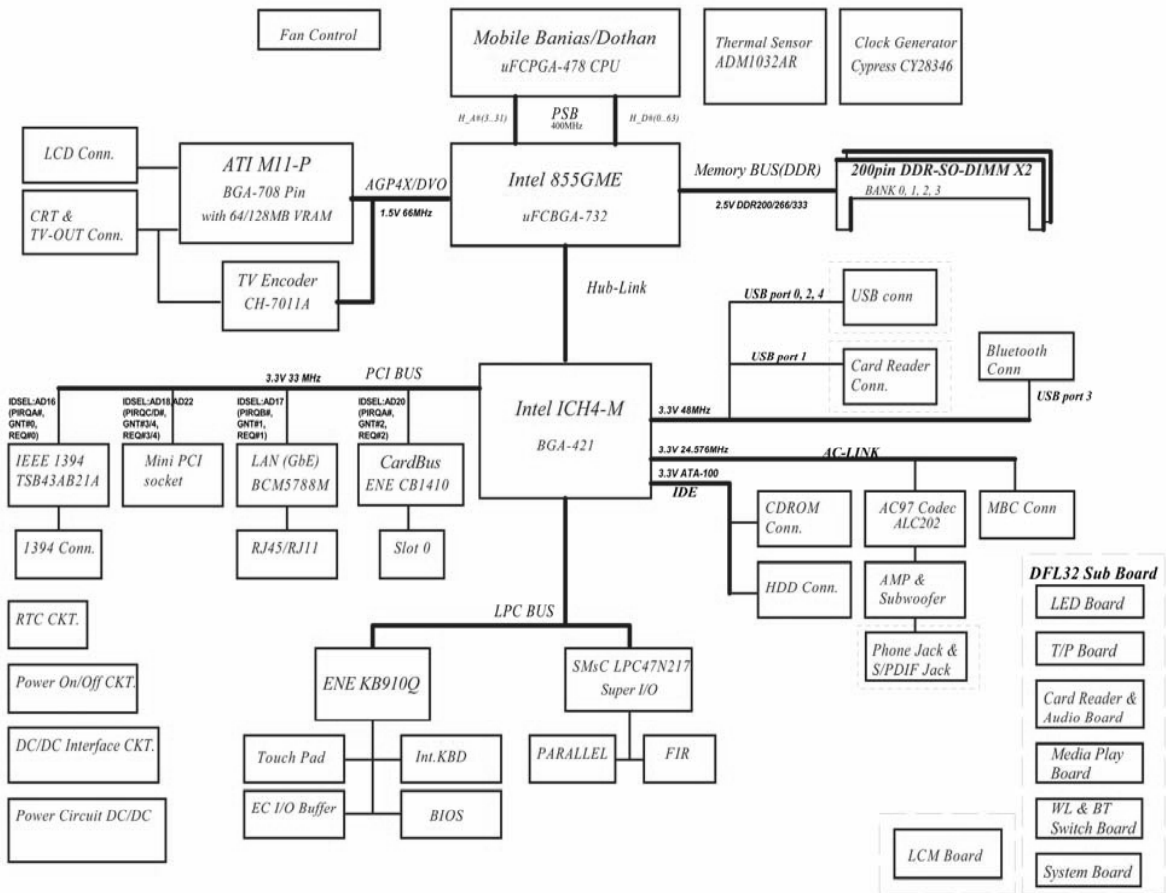 Fan Control
Mobile Banias/Dothan
uFCPGA-478 CPU
Thermal Sensor
ADM1032AR
Clock Generator
Cypress CY28346
H_A#(3..31)
PSB
400MHz
H_D#(0..63)
LCD Conn.
CRT &
TV-OUT Conn.
ATI M11-P
BGA-708 Pin
with 64/128MB VRAM
AGP4X/DVO
1.5V 66MHz
Intel 855GME
uFCBGA-732
Memory BUS(DDR)
2.5V DDR200/266/333
200pin DDR-SO-DIMM X2
BANK 0, 1, 2, 3
TV Encoder
CH-7011A
Hub-Link
USB port 0, 2, 4
USB conn
USB port 1
Card Reader
Conn.
Bluetooth
Conn
USB port 3
3.3V 33 MHz
PCI BUS
IDSEL:AD16
(PIRQA#,
GNT#0,
REQ#0)
IDSEL:AD18,AD22
(PIRQC/D#,
GNT#3/4,
REQ#3/4)
IDSEL:AD17
(PIRQB#,
GNT#1,
REQ#1)
IDSEL:AD20
(PIRQA#,
GNT#2,
REQ#2)
Intel ICH4-M
BGA-421
3.3V 48MHz
3.3V 24.576MHz
AC-LINK
3.3V ATA-100
IDE
IEEE 1394
TSB43AB21A
Mini PCI
socket
LAN (GbE)
BCM5788M
CardBus
ENE CB1410
1394 Conn.
RJ45/RJ11
Slot 0
CDROM
Conn.
AC97 Codec
ALC202
MBC Conn
HDD Conn.
AMP &
Subwoofer
Phone Jack &
S/PDIF Jack
LPC BUS
ENE KB910Q
SMsC LPC47N217
Super I/O
Touch Pad
Int.KBD
EC I/O Buffer
BIOS
PARALLEL
FIR
RTC CKT.
Power On/Off CKT.
DC/DC Interface CKT.
Power Circuit DC/DC
DFL32 Sub Board
LED Board
T/P Board
Card Reader &
Audio Board
Media Play
Board
WL & BT
Switch Board
System Board
LCM Board